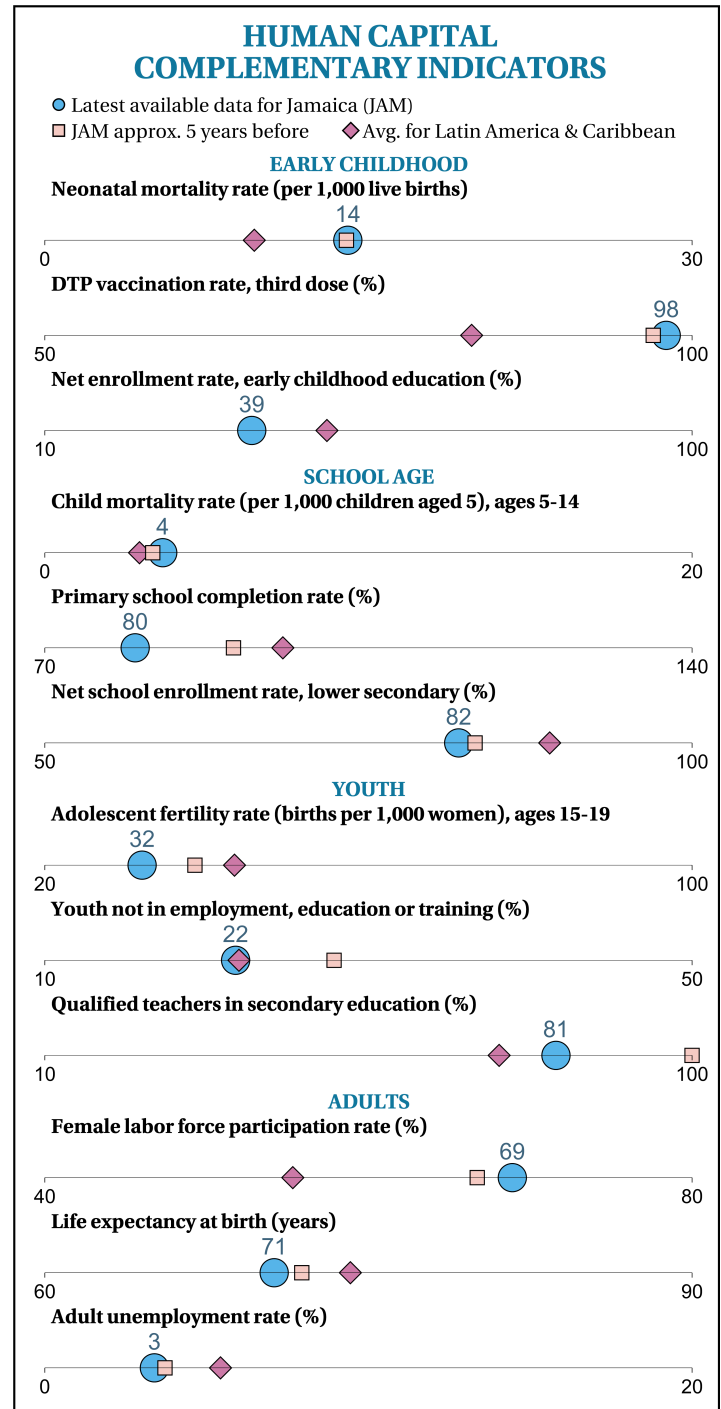 HUMAN CAPITAL
COMPLEMENTARY INDICATORS
Latest available data for Jamaica (JAM)
JAM approx. 5 years before Avg. for Latin America & Caribbean
EARLY CHILDHOOD
Neonatal mortality rate (per 1,000 live births)
14
0 30
DTP vaccination rate, third dose (%)
98
50 100
Net enrollment rate, early childhood education (%)
39
10 100
SCHOOL AGE
Child mortality rate (per 1,000 children aged 5), ages 5-14
4
0 20
Primary school completion rate (%)
80
70 140
Net school enrollment rate, lower secondary (%)
82
50 100
YOUTH
Adolescent fertility rate (births per 1,000 women), ages 15-19
32
20 100
Youth not in employment, education or training (%)
22
10 50
Qualified teachers in secondary education (%)
81
10 100
ADULTS
Female labor force participation rate (%)
69
40 80
Life expectancy at birth (years)
71
60 90
Adult unemployment rate (%)
3
0 20